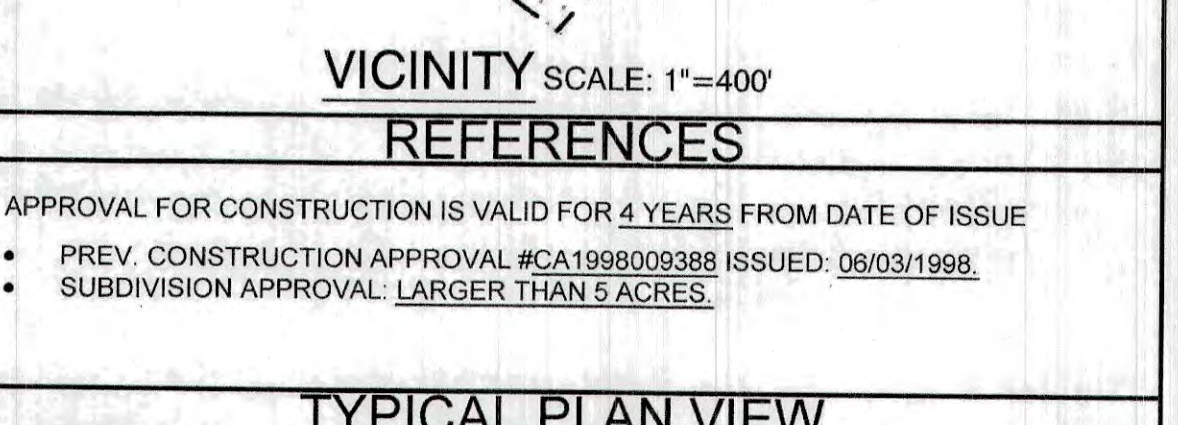 VICINITY SCALE: 1"=400'
REFERENCES
APPROVAL FOR CONSTRUCTION IS VALID FOR 4 YEARS FROM DATE OF ISSUE
• PREV. CONSTRUCTION APPROVAL #CA1998009388 ISSUED: 06/03/1998.
• SUBDIVISION APPROVAL: LARGER THAN 5 ACRES.
TYPICAL PLAN VIEW